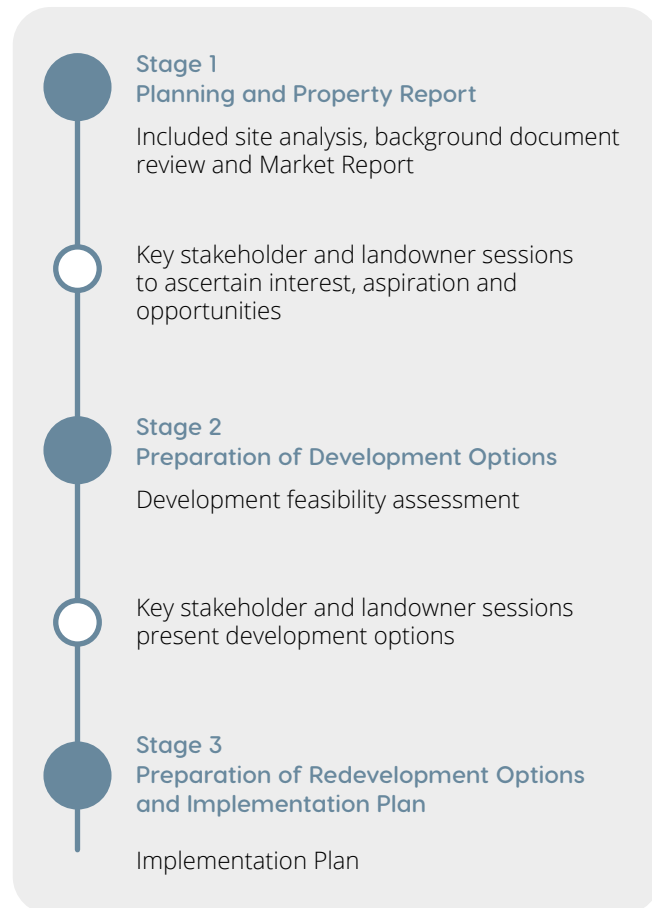 Stage 1
Planning and Property Report
Included site analysis, background document
review and Market Report
Key stakeholder and landowner sessions
to ascertain interest, aspiration and
opportunities
Stage 2
Preparation of Development Options
Development feasibility assessment
Key stakeholder and landowner sessions
present development options
Stage 3
Preparation of Redevelopment Options
and Implementation Plan
Implementation Plan